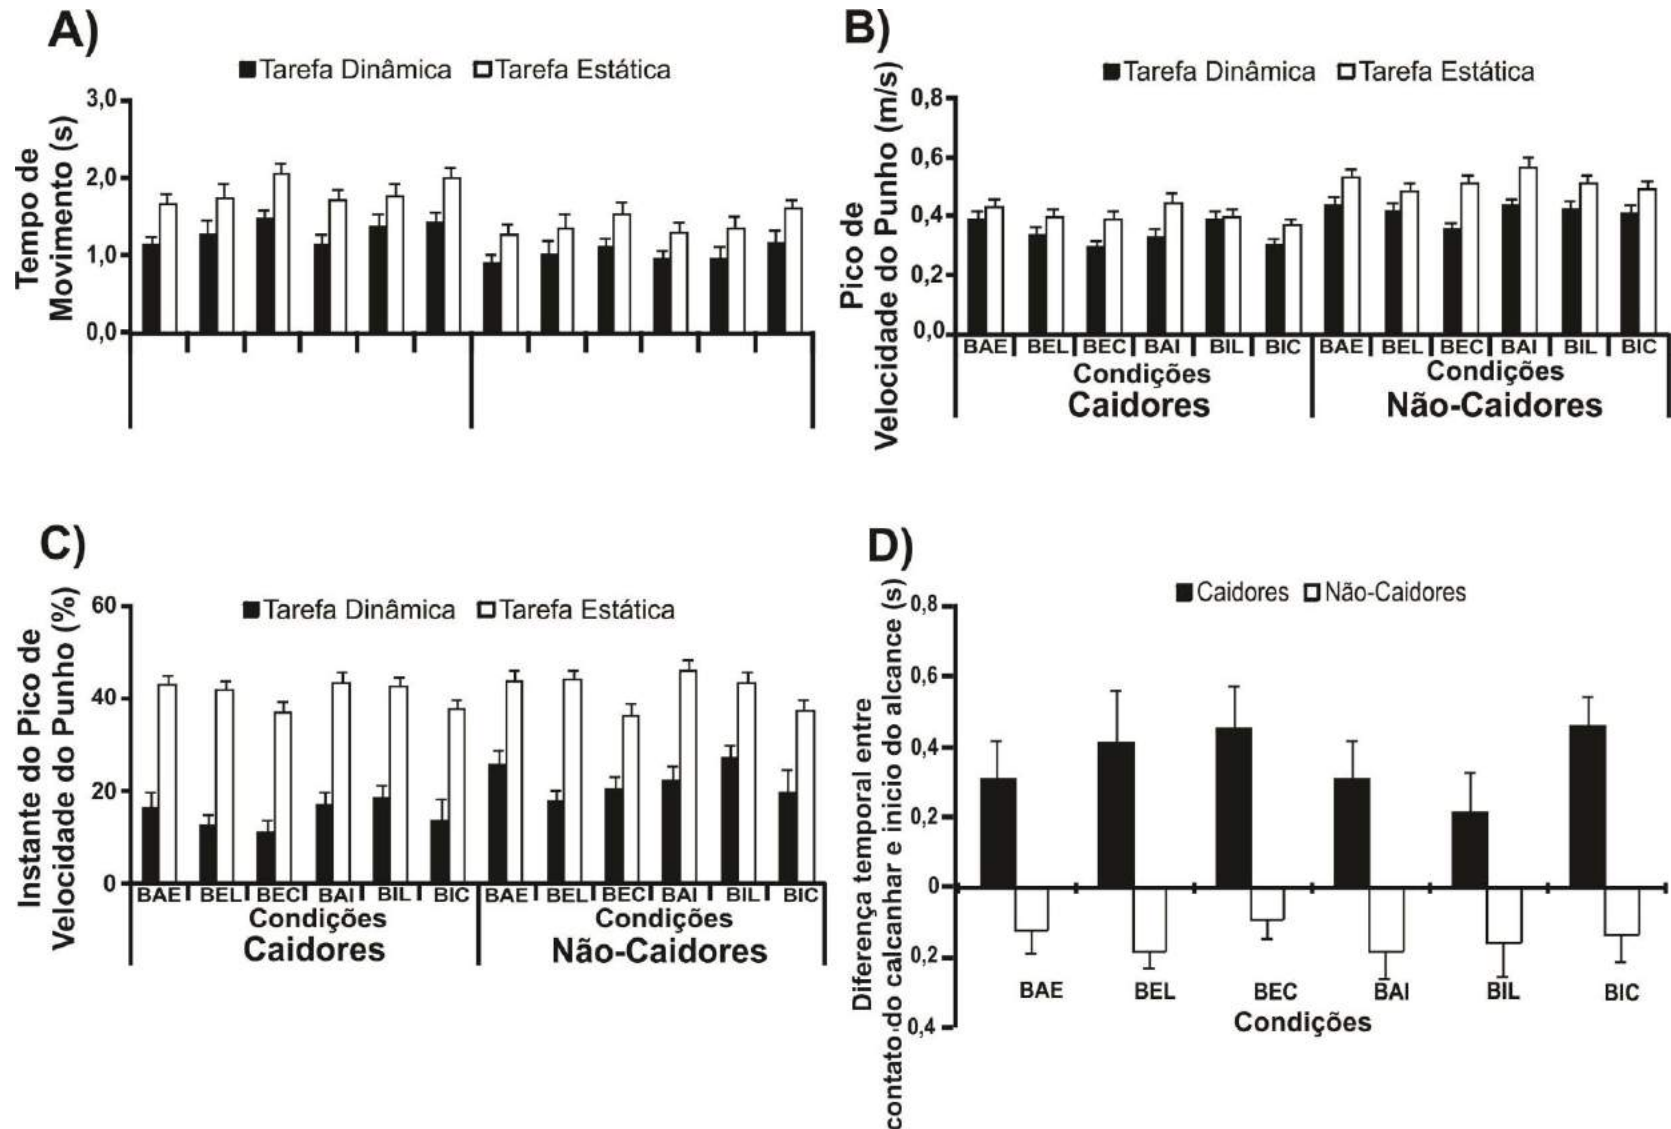 A)
■Tarefa Dinâmica □Tarefa Estática
Tempo de
Movimento (s)
3,0
2,0
1,0
0,0
B)
■Tarefa Dinâmica □Tarefa Estática
Pico de
Velocidade do Punho (m/s)
0,8
0,6
0,4
0,2
0,0
BAE BEL BEC BAI BIL BIC BAE BEL BEC BAI BIL BIC
Condições Condições
Caidores Não-Caidores
C)
■Tarefa Dinâmica □Tarefa Estática
Instante do Pico de
Velocidade do Punho (%)
60
40
20
0
BAE BEL BEC BAI BIL BIC BAE BEL BEC BAI BIL BIC
Condições Condições
Caidores Não-Caidores
D)
■Caidores □Não-Caidores
Diferença temporal entre
contato do calcanhar e inicio do alcance (s)
0,8
0,6
0,4
0,2
0
0,2
0,4
BAE BEL BEC BAI BIL BIC
Condições